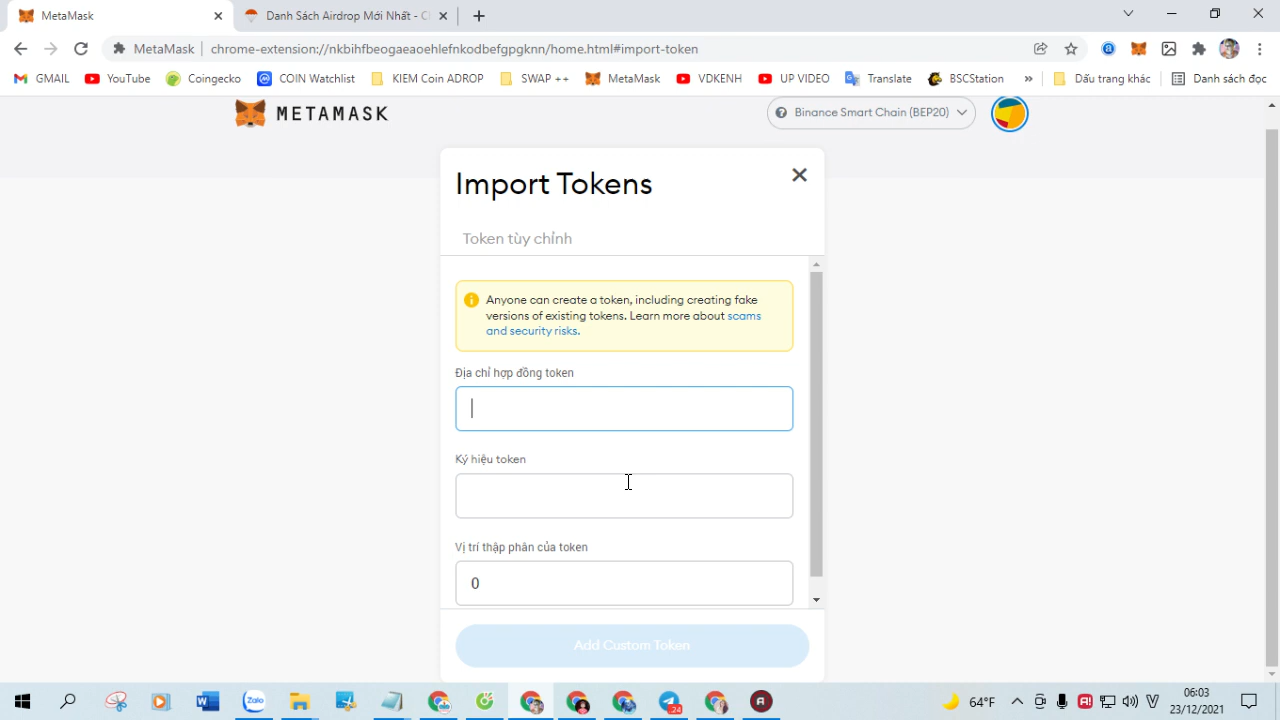 MetaMask
Danh Sách Airdrop Mới Nhất - C
MetaMask
chrome-extension://nkbihfbeogaeaoehlefnkodbefgpgknn/home.html#import-token
GMAIL
YouTube
Coingecko
COIN Watchlist
KIEM Coin ADROP
SWAP ++
MetaMask
VDKENH
UP VIDEO
Translate
BSCStation
»
Dấu trang khác
Danh sách đọc
METAMASK
Binance Smart Chain (BEP20)
Import Tokens
Token tùy chỉnh
Anyone can create a token, including creating fake
versions of existing tokens. Learn more about scams
and security risks.
Địa chỉ hợp đồng token
Ký hiệu token
Vị trí thập phân của token
0
Add Custom Token
Zalo
24
64°F
06:03
23/12/2021